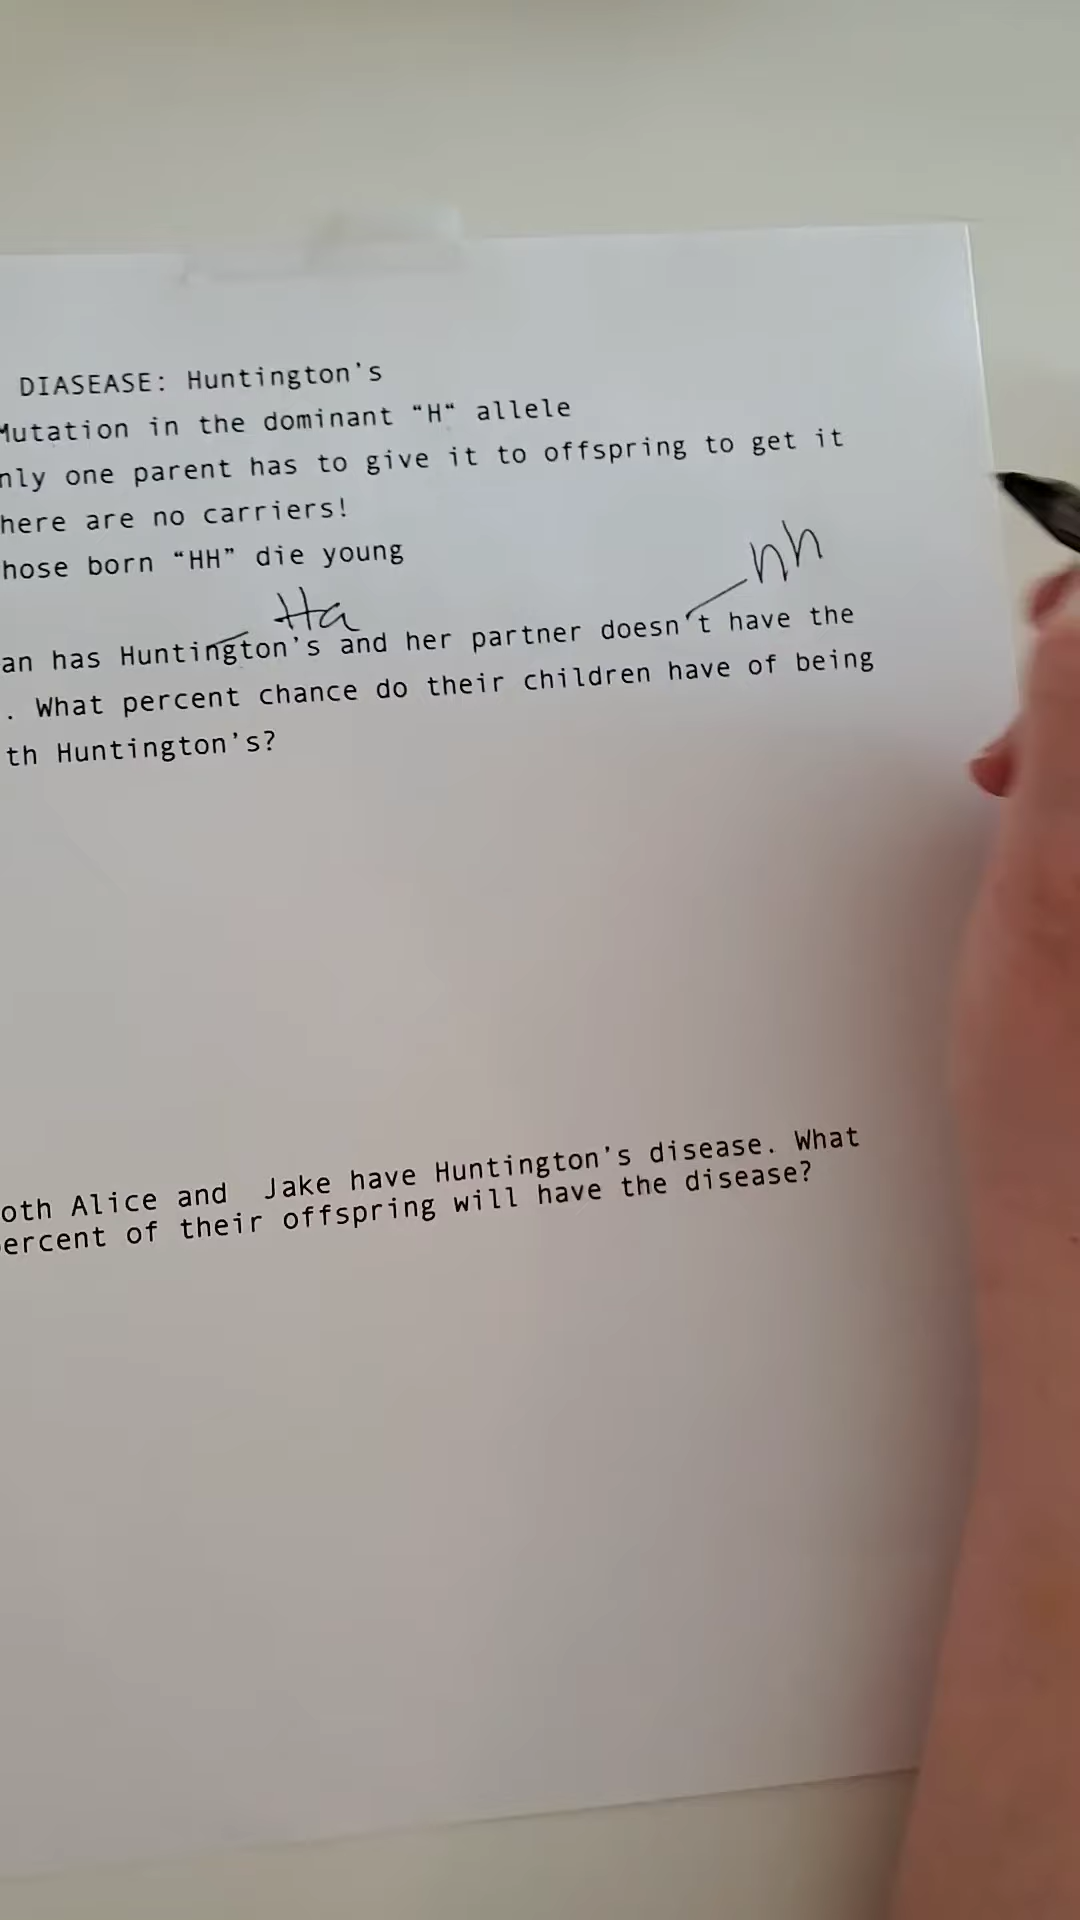 DIASEASE: Huntington's
Mutation in the dominant "H" allele
nly one parent has to give it to offspring to get it
here are no carriers!
hose born "HH" die young
Ha
hh
an has Huntington's and her partner doesn't have the
. What percent chance do their children have of being
th Huntington's?
oth Alice and Jake have Huntington's disease. What
ercent of their offspring will have the disease?